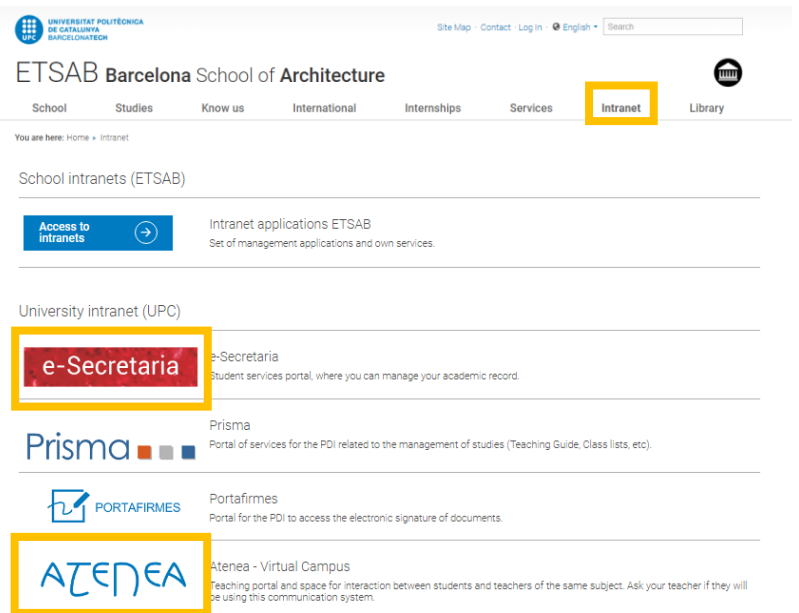 UNIVERSITAT POLITÈCNICA
DE CATALUNYA
BARCELONATECH
UPC
Site Map · Contact · Log in · English
Search
ETSAB Barcelona School of Architecture
School Studies Know us International Internships Services Intranet Library
You are here: Home » Intranet
School intranets (ETSAB)
Access to
intranets
Intranet applications ETSAB
Set of management applications and own services.
University intranet (UPC)
e-Secretaria
e-Secretaria
Student services portal, where you can manage your academic record.
Prisma
Prisma
Portal of services for the PDI related to the management of studies (Teaching Guide, Class lists, etc).
PORTAFIRMES
Portafirmes
Portal for the PDI to access the electronic signature of documents.
ATENEA
Atenea - Virtual Campus
Teaching portal and space for interaction between students and teachers of the same subject. Ask your teacher if they will
be using this communication system.